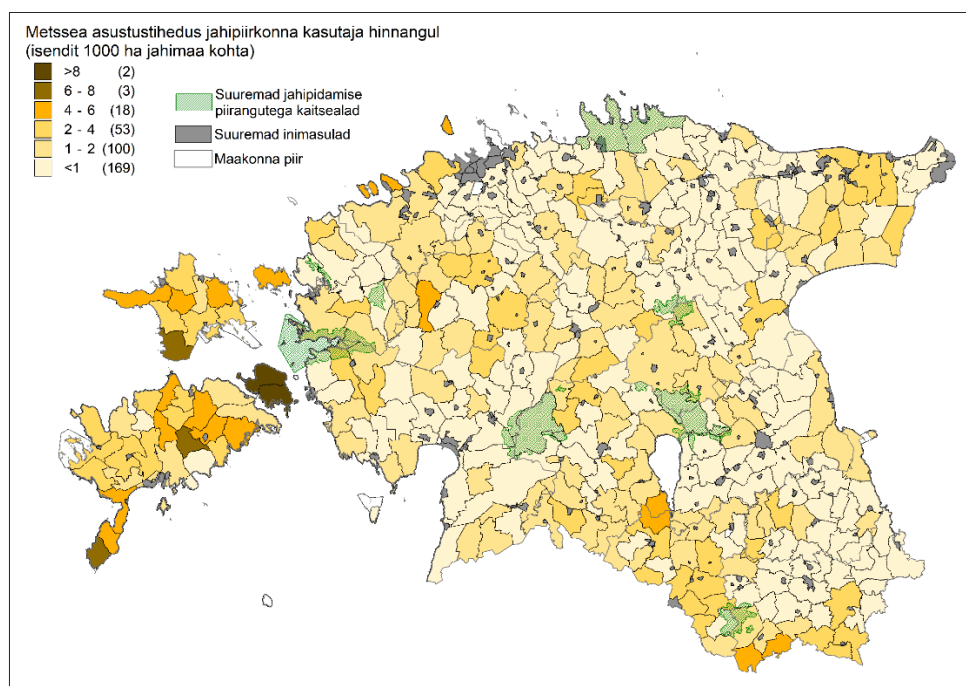 Metssea asustustihedus jahipiirkonna kasutaja hinnangul
(isendit 1000 ha jahimaa kohta)
>8 (2)
6 - 8 (3)
4 - 6 (18)
2 - 4 (53)
1 - 2 (100)
<1 (169)
Suuremad jahipidamise
piirangutega kaitsealad
Suuremad inimasulad
Maakonna piir